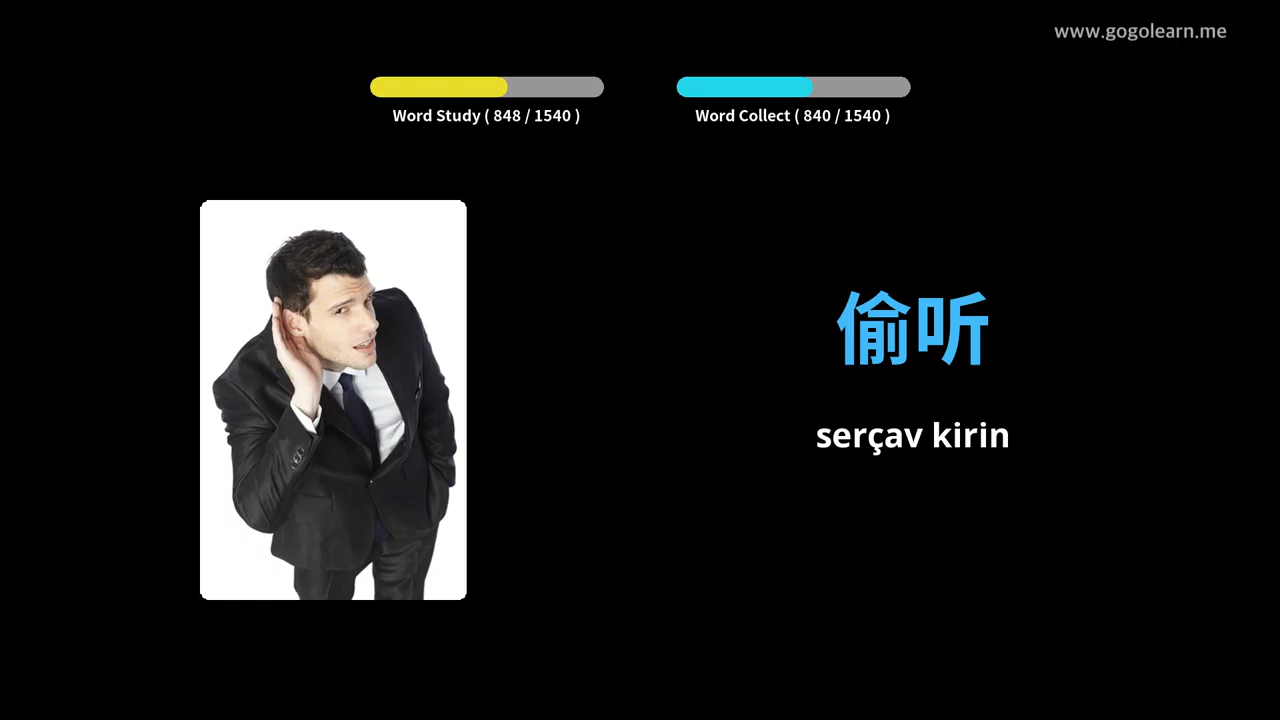 www.gogolearn.me
Word Study ( 848 / 1540 )
Word Collect ( 840 / 1540 )
偷听
serçav kirin